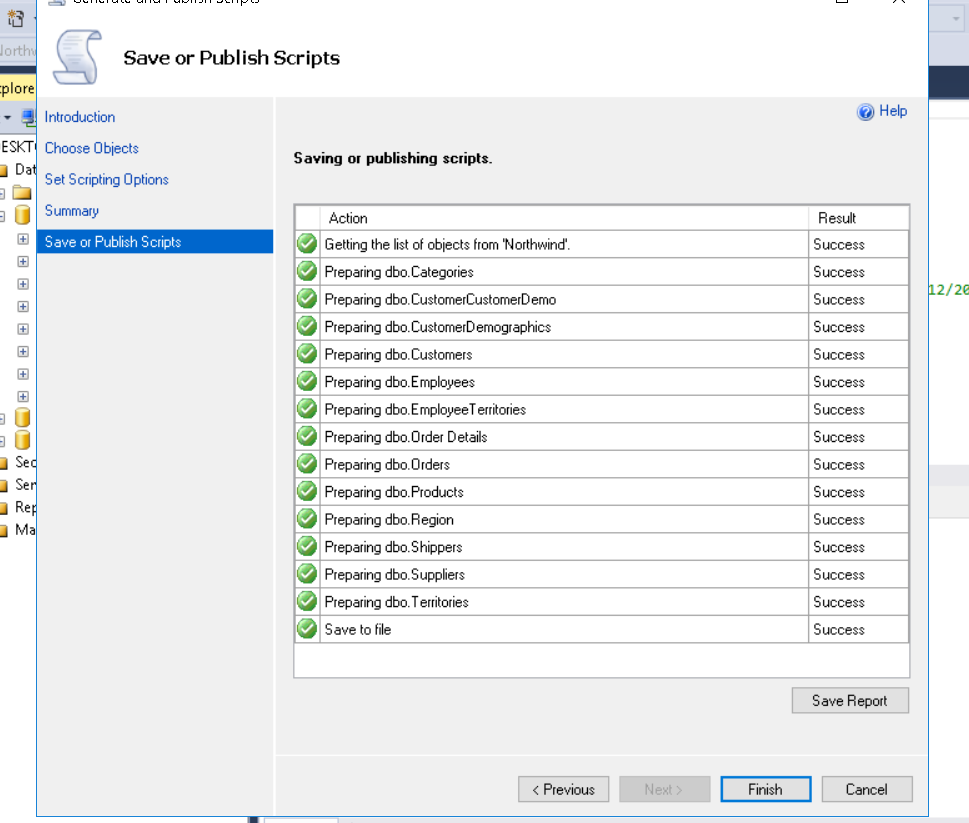 Generate and Publish Scripts
Save or Publish Scripts
Introduction
Choose Objects
Set Scripting Options
Summary
Save or Publish Scripts
Help
Saving or publishing scripts.
Action Result
Getting the list of objects from 'Northwind'. Success
Preparing dbo.Categories Success
Preparing dbo.CustomerCustomerDemo Success
Preparing dbo.CustomerDemographics Success
Preparing dbo.Customers Success
Preparing dbo.Employees Success
Preparing dbo.EmployeeTerritories Success
Preparing dbo.Order Details Success
Preparing dbo.Orders Success
Preparing dbo.Products Success
Preparing dbo.Region Success
Preparing dbo.Shippers Success
Preparing dbo.Suppliers Success
Preparing dbo.Territories Success
Save to file Success
Save Report
< Previous Next > Finish Cancel
Northw
plore
ESKT
Dat
Sec
Ser
Rep
Ma
12/20